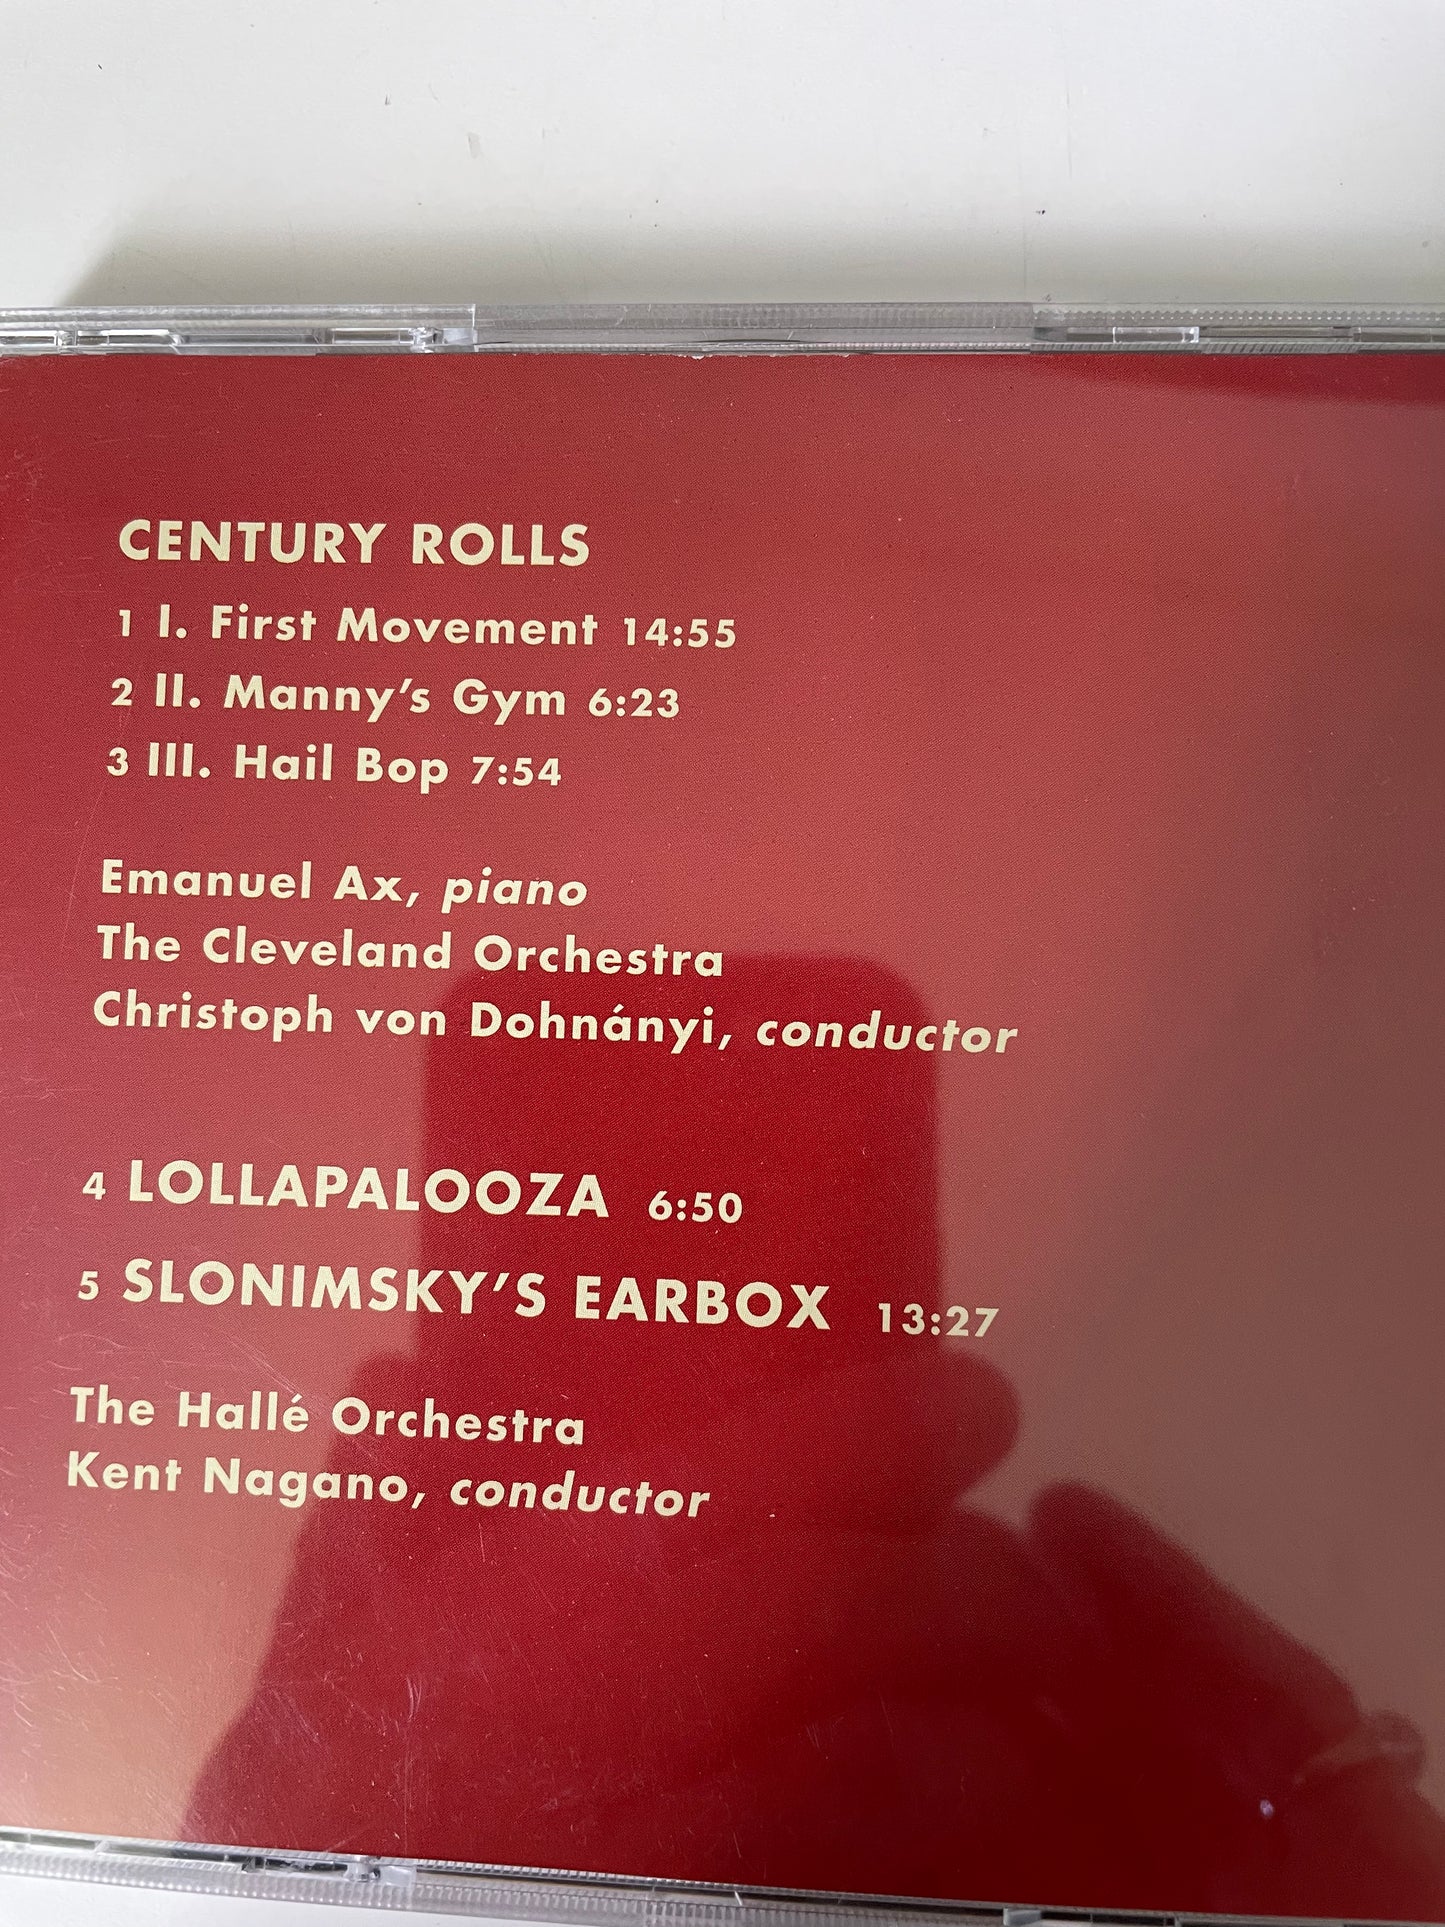 CENTURY ROLLS
1 I. First Movement 14:55
2 II. Manny's Gym 6:23
3 III. Hail Bop 7:54
Emanuel Ax, piano
The Cleveland Orchestra
Christoph von Dohnányi, conductor
4 LOLLAPALOOZA 6:50
5 SLONIMSKY'S EARBOX 13:27
The Hallé Orchestra
Kent Nagano, conductor